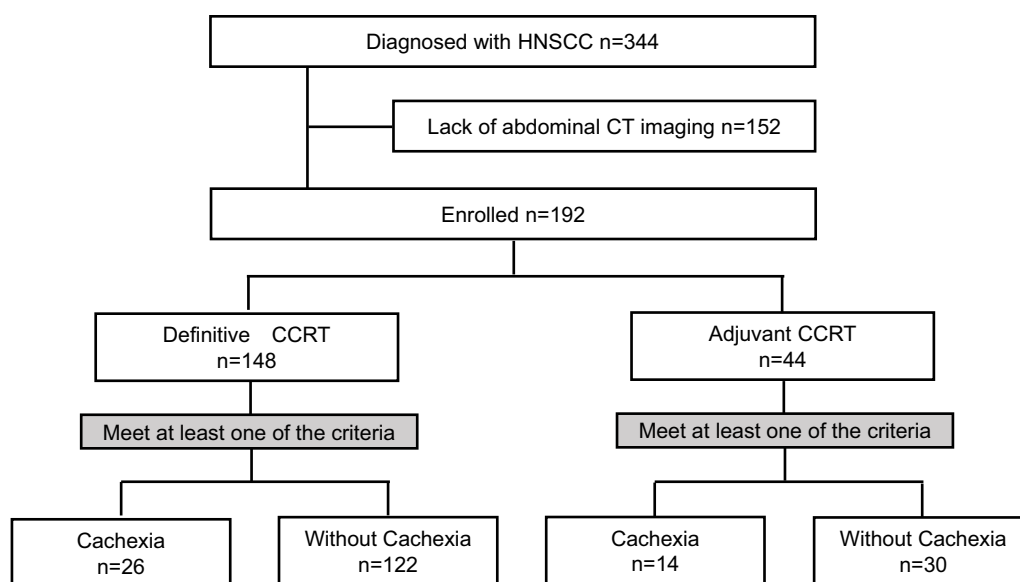 Diagnosed with HNSCC n=344
Lack of abdominal CT imaging n=152
Enrolled n=192
Definitive CCRT
n=148
Adjuvant CCRT
n=44
Meet at least one of the criteria
Meet at least one of the criteria
Cachexia
n=26
Without Cachexia
n=122
Cachexia
n=14
Without Cachexia
n=30